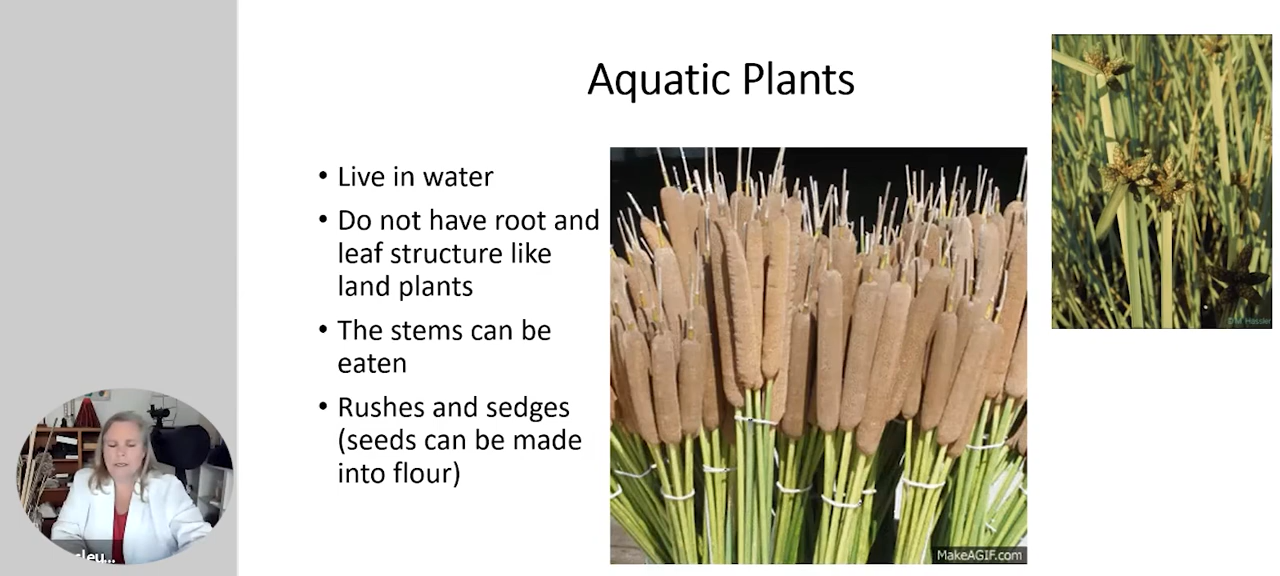 Aquatic Plants
• Live in water
• Do not have root and
leaf structure like
land plants
• The stems can be
eaten
• Rushes and sedges
(seeds can be made
into flour)
MakeAGIF.com
sleu...